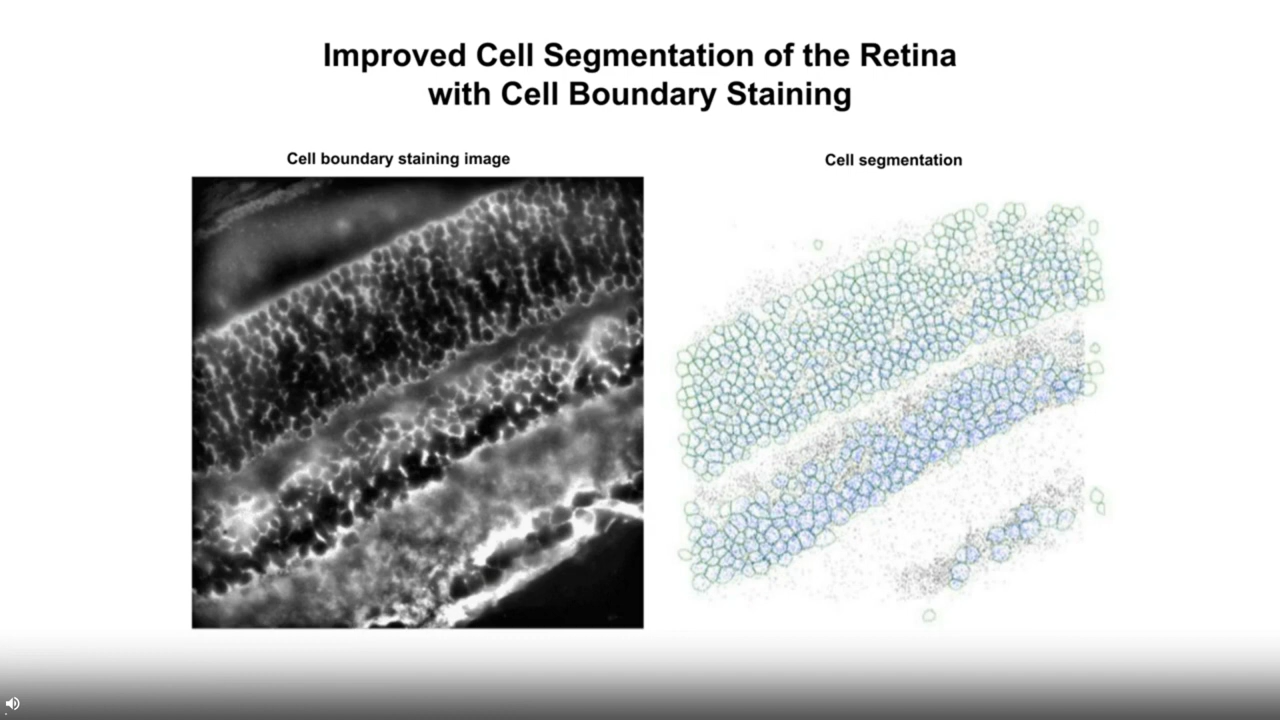 Improved Cell Segmentation of the Retina
with Cell Boundary Staining
Cell boundary staining image
Cell segmentation